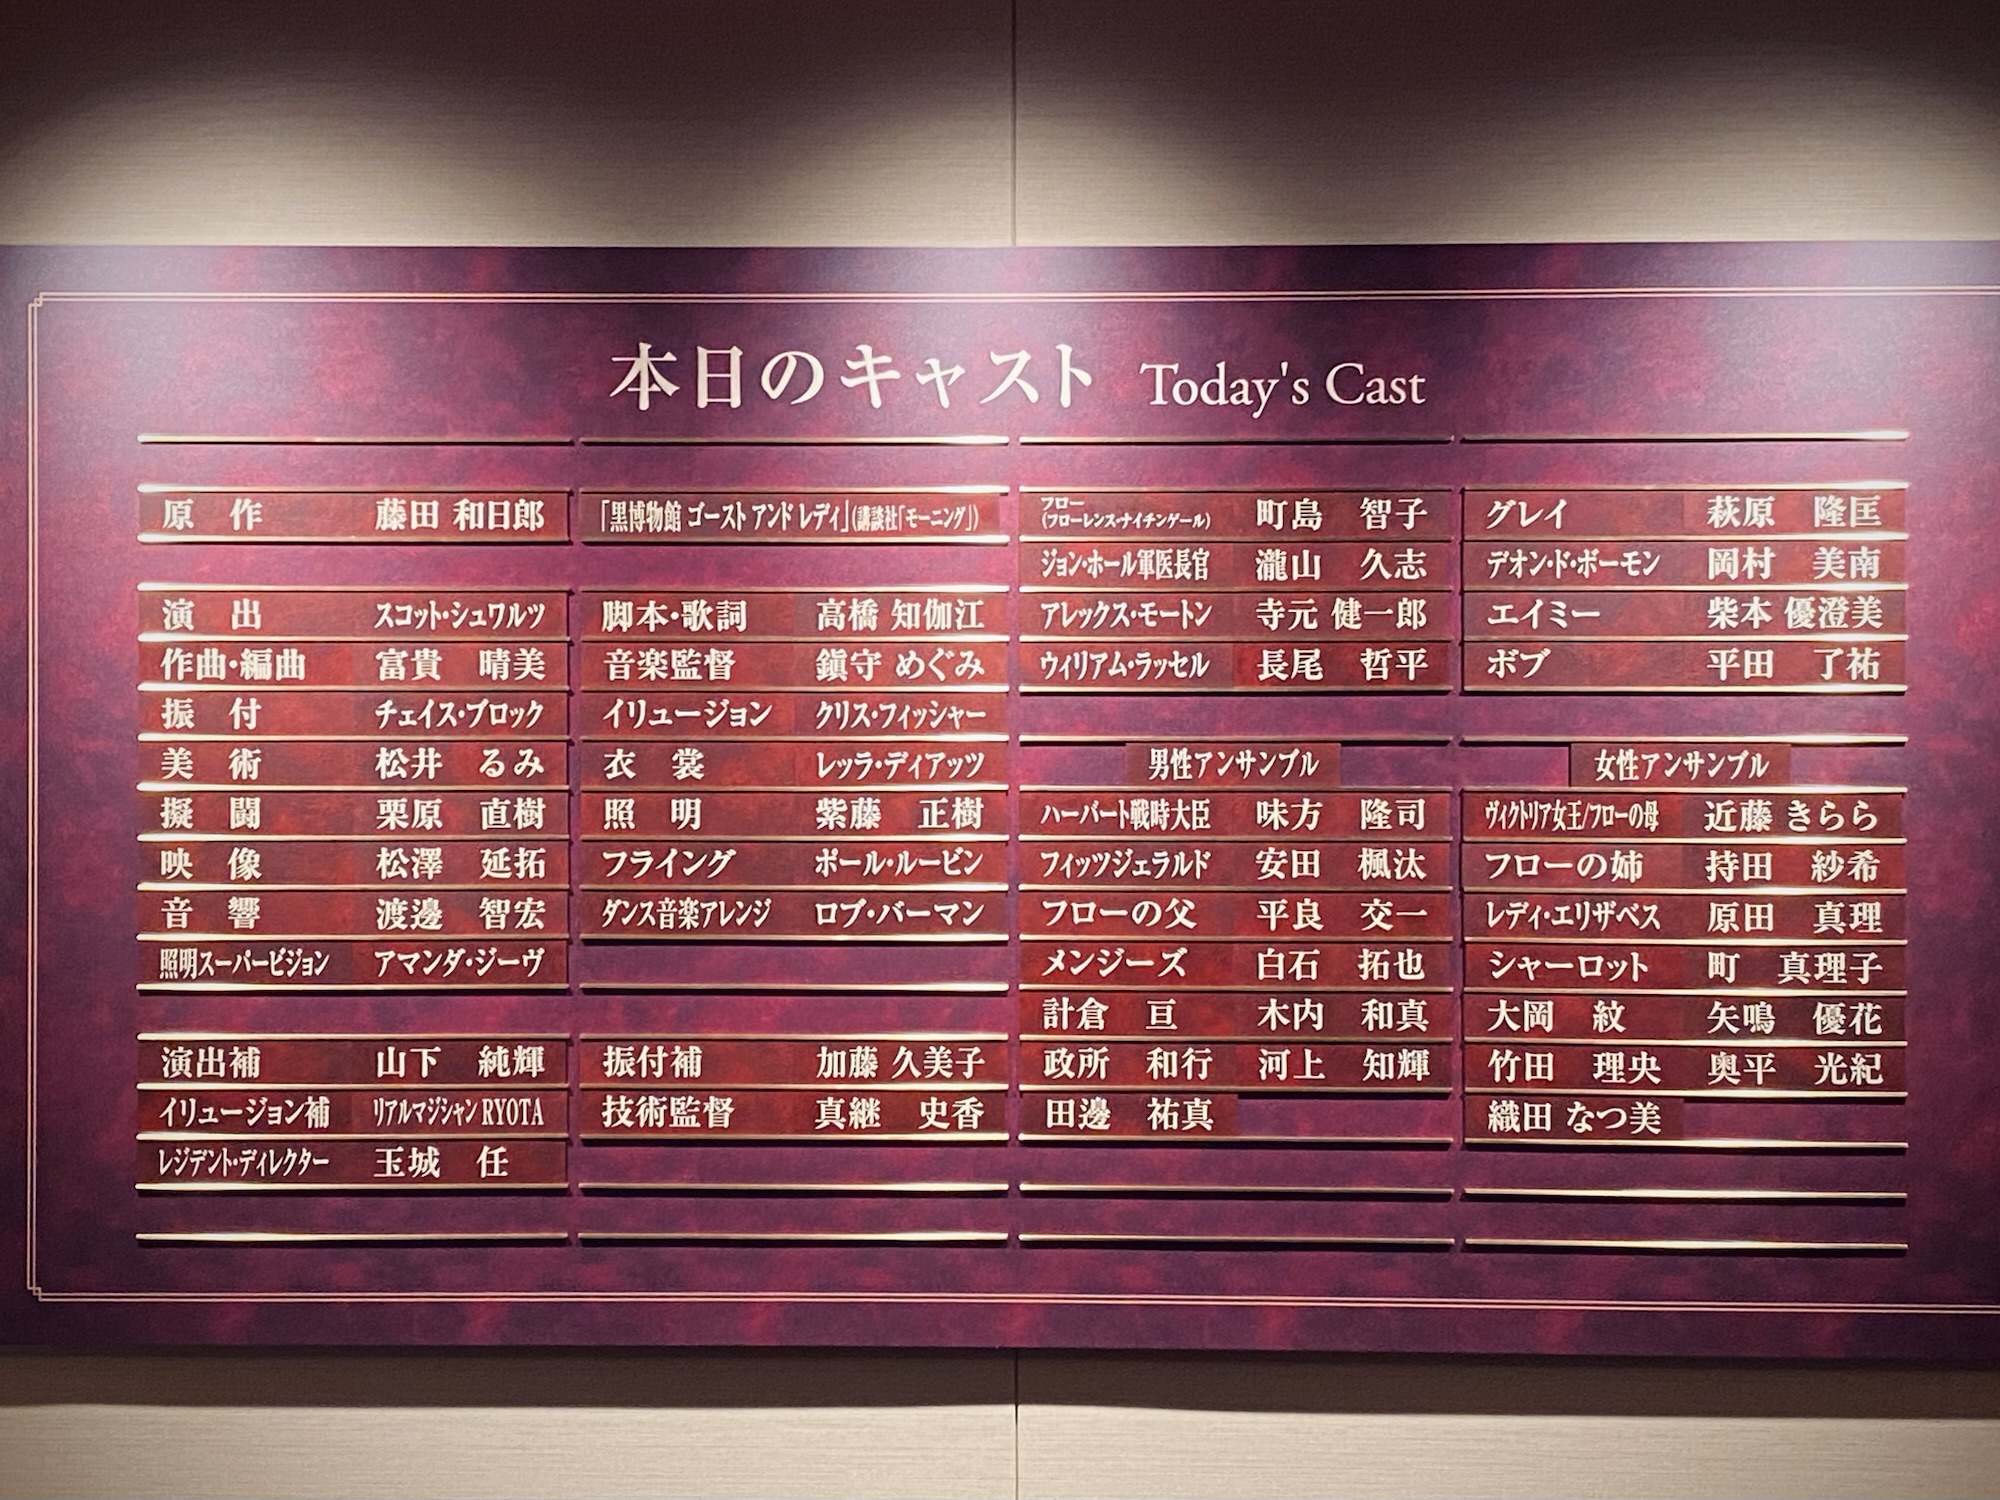 本日のキャスト Today's Cast
原 作 藤田 和日郎 「黒博物館 ゴースト アンド レディ」(講談社「モーニング」)
演 出 スコット・シュワルツ 脚本・歌詞 高橋 知伽江
作曲・編曲 富貴 晴美 音楽監督 鎭守 めぐみ
振 付 チェイス・ブロック イリュージョン クリス・フィッシャー
美 術 松井 るみ 衣 裳 レッラ・ディアッツ
擬 闘 栗原 直樹 照 明 紫藤 正樹
映 像 松澤 延拓 フライング ポール・ルービン
音 響 渡邊 智宏 ダンス音楽アレンジ ロブ・バーマン
照明スーパービジョン アマンダ・ジーヴ
演出補 山下 純輝 振付補 加藤 久美子
イリュージョン補 リアルマジシャン RYOTA 技術監督 真継 史香
レジデント・ディレクター 玉城 任
フロー
(フローレンス・ナイチンゲール) 町島 智子 グレイ 萩原 隆匡
ジョン・ホール軍医長官 瀧山 久志 デオン・ド・ボーモン 岡村 美南
アレックス・モートン 寺元 健一郎 エイミー 柴本 優澄美
ウィリアム・ラッセル 長尾 哲平 ボブ 平田 了祐
男性アンサンブル 女性アンサンブル
ハーバート戦時大臣 味方 隆司 ヴィクトリア女王/フローの母 近藤 きらら
フィッツジェラルド 安田 楓汰 フローの姉 持田 紗希
フローの父 平良 交一 レディ・エリザベス 原田 真理
メンジーズ 白石 拓也 シャーロット 町 真理子
計倉 亘 木内 和真 大岡 紋 矢鳴 優花
政所 和行 河上 知輝 竹田 理央 奥平 光紀
田邊 祐真 織田 なつ美